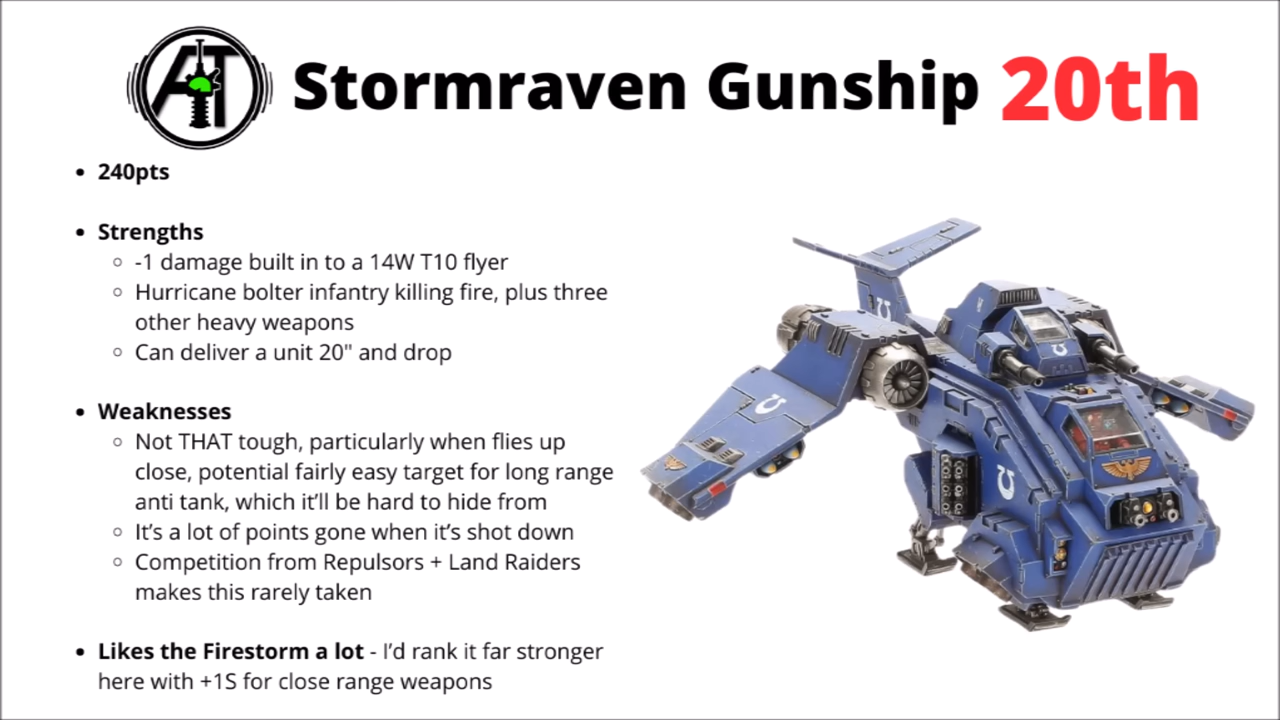 AT
Stormraven Gunship 20th
• 240pts
• Strengths
◦ -1 damage built in to a 14W T10 flyer
◦ Hurricane bolter infantry killing fire, plus three
other heavy weapons
◦ Can deliver a unit 20" and drop
• Weaknesses
◦ Not THAT tough, particularly when flies up
close, potential fairly easy target for long range
anti tank, which it’ll be hard to hide from
◦ It’s a lot of points gone when it’s shot down
◦ Competition from Repulsors + Land Raiders
makes this rarely taken
• Likes the Firestorm a lot - I’d rank it far stronger
here with +1S for close range weapons